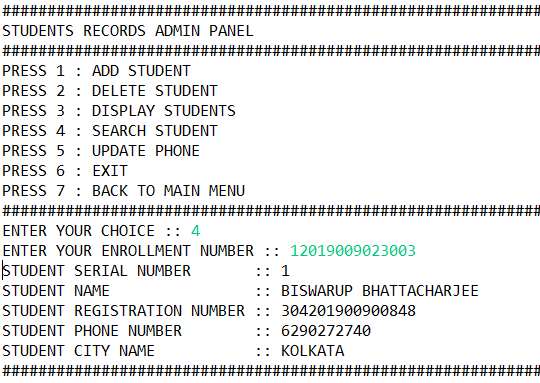 ############################################################
STUDENTS RECORDS ADMIN PANEL
############################################################
PRESS 1 : ADD STUDENT
PRESS 2 : DELETE STUDENT
PRESS 3 : DISPLAY STUDENTS
PRESS 4 : SEARCH STUDENT
PRESS 5 : UPDATE PHONE
PRESS 6 : EXIT
PRESS 7 : BACK TO MAIN MENU
############################################################
ENTER YOUR CHOICE :: 4
ENTER YOUR ENROLLMENT NUMBER :: 12019009023003
STUDENT SERIAL NUMBER       :: 1
STUDENT NAME                :: BISWARUP BHATTACHARJEE
STUDENT REGISTRATION NUMBER :: 304201900900848
STUDENT PHONE NUMBER        :: 6290272740
STUDENT CITY NAME           :: KOLKATA
############################################################